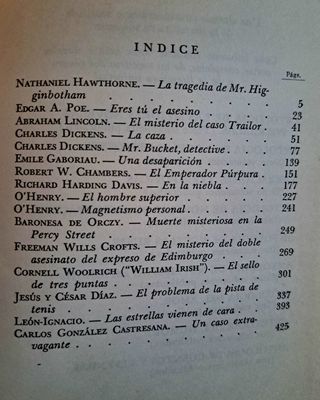 INDICE
Págs.
NATHANIEL HAWTHORNE. — La tragedia de Mr. Hig-
ginbotham . . . . . . . . . . 5
EDGAR A. POE. — Eres tú el asesino . . . . . 23
ABRAHAM LINCOLN. — El misterio del caso Trailor . 41
CHARLES DICKENS. — La caza . . . . . . 51
CHARLES DICKENS. — Mr. Bucket, detective . . . 77
EMILE GABORIAU. — Una desaparición . . . . 139
ROBERT W. CHAMBERS. — El Emperador Púrpura . 151
RICHARD HARDING DAVIS. — En la niebla . . . 177
O'HENRY. — El hombre superior . . . . . 227
O'HENRY. — Magnetismo personal . . . . . 241
BARONESA DE ORCZY. — Muerte misteriosa en la
Percy Street . . . . . . . . . 249
FREEMAN WILLS CROFTS. — El misterio del doble
asesinato del expreso de Edimburgo . . . . 269
CORNELL WOOLRICH ("WILLIAM IRISH"). — El sello
de tres puntas . . . . . . . . . 301
JESÚS Y CÉSAR DÍAZ. — El problema de la pista de
tenis . . . . . . . . . . . 337
LEÓN-IGNACIO. — Las estrellas vienen de cara . . 393
CARLOS GONZÁLEZ CASTRESANA. — Un caso extra-
vagante . . . . . . . . . . 425